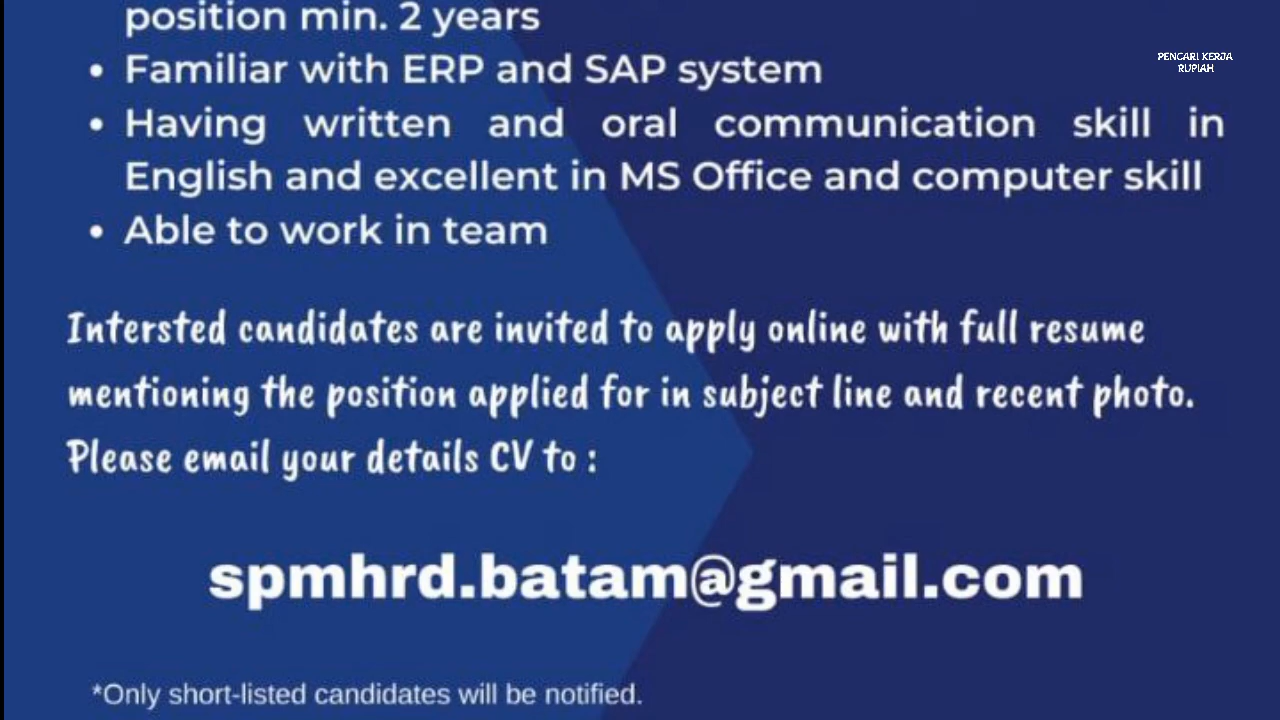 position min. 2 years
• Familiar with ERP and SAP system
• Having written and oral communication skill in
English and excellent in MS Office and computer skill
• Able to work in team
PENCARI KERJA
RUPIAH
Intersted candidates are invited to apply online with full resume
mentioning the position applied for in subject line and recent photo.
Please email your details CV to :
spmhrd.batam@gmail.com
*Only short-listed candidates will be notified.